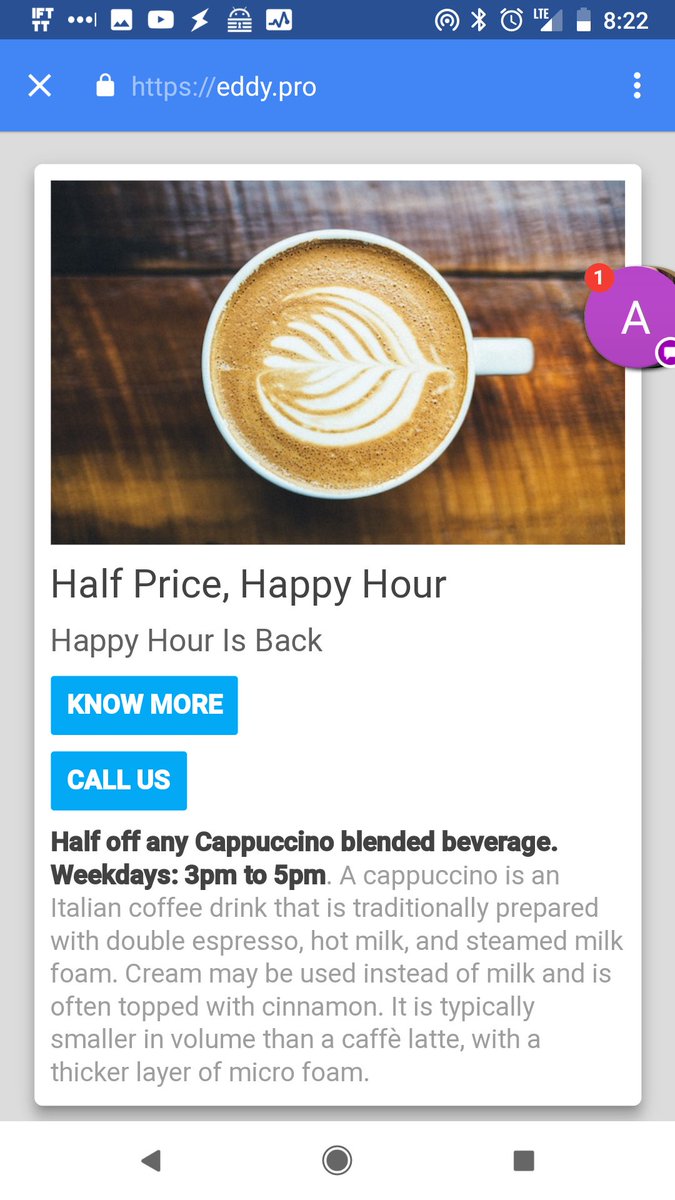 IF
TT
LTE
8:22
https://eddy.pro
1
A
Half Price, Happy Hour
Happy Hour Is Back
KNOW MORE
CALL US
Half off any Cappuccino blended beverage.
Weekdays: 3pm to 5pm. A cappuccino is an
Italian coffee drink that is traditionally prepared
with double espresso, hot milk, and steamed milk
foam. Cream may be used instead of milk and is
often topped with cinnamon. It is typically
smaller in volume than a caffè latte, with a
thicker layer of micro foam.